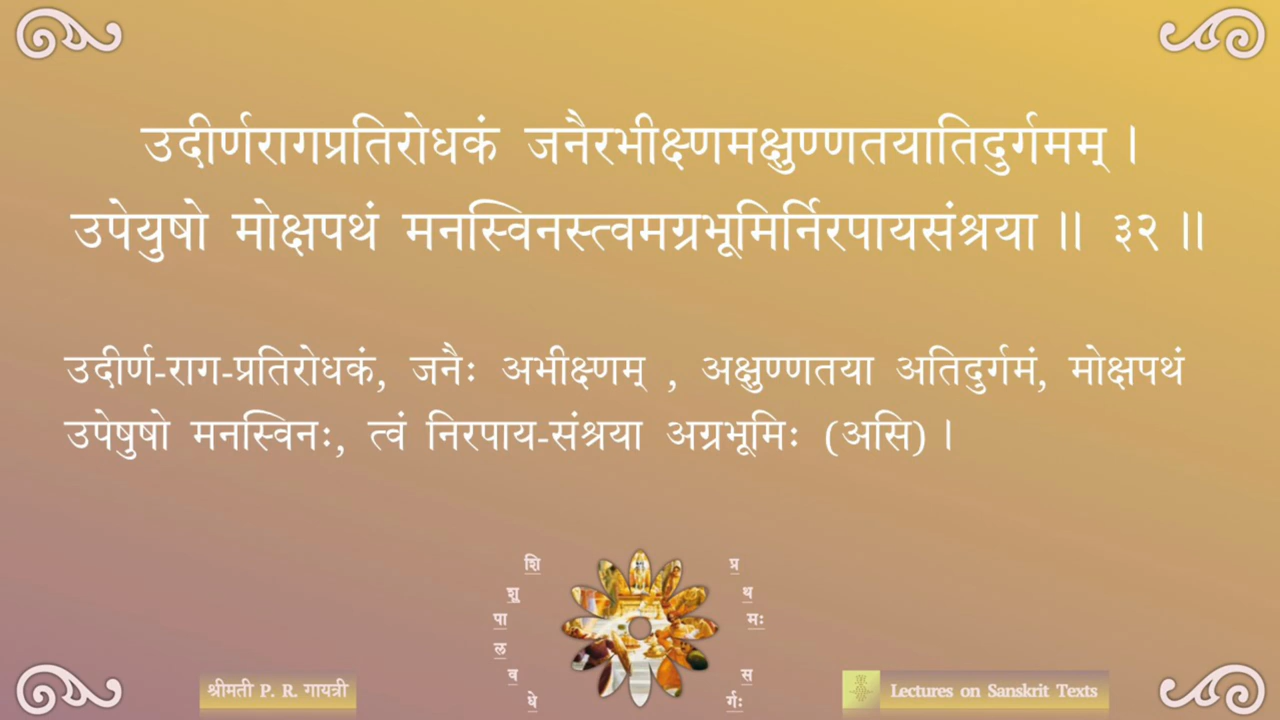 उदीर्णरागप्रतिरोधकं जनैरभीक्ष्णमक्षुण्णतयातिदुर्गमम् ।
उपेयुषो मोक्षपथं मनस्विनस्त्वमग्रभूमिर्निरपायसंश्रया ॥ ३२ ॥
उदीर्ण-राग-प्रतिरोधकं, जनैः अभीक्ष्णम् , अक्षुण्णतया अतिदुर्गमं, मोक्षपथं
उपेषुषो मनस्विनः, त्वं निरपाय-संश्रया अग्रभूमिः (असि) ।
शि
शु
पा
ल
व
धे
प्र
थ
मः
स
र्गः
श्रीमती P. R. गायत्री
Lectures on Sanskrit Texts